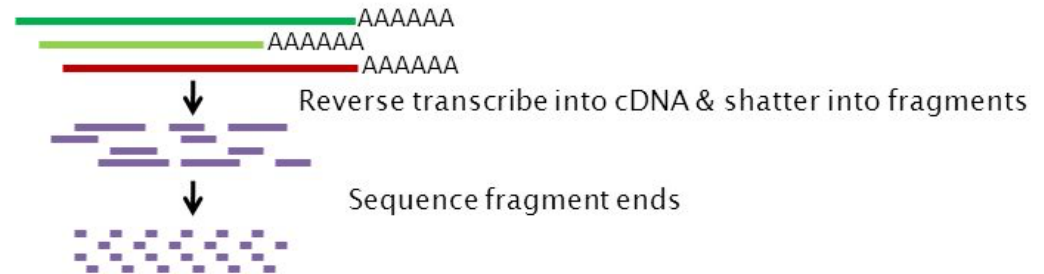 AAAAAA
AAAAAA
AAAAAA
Reverse transcribe into cDNA & shatter into fragments
Sequence fragment ends